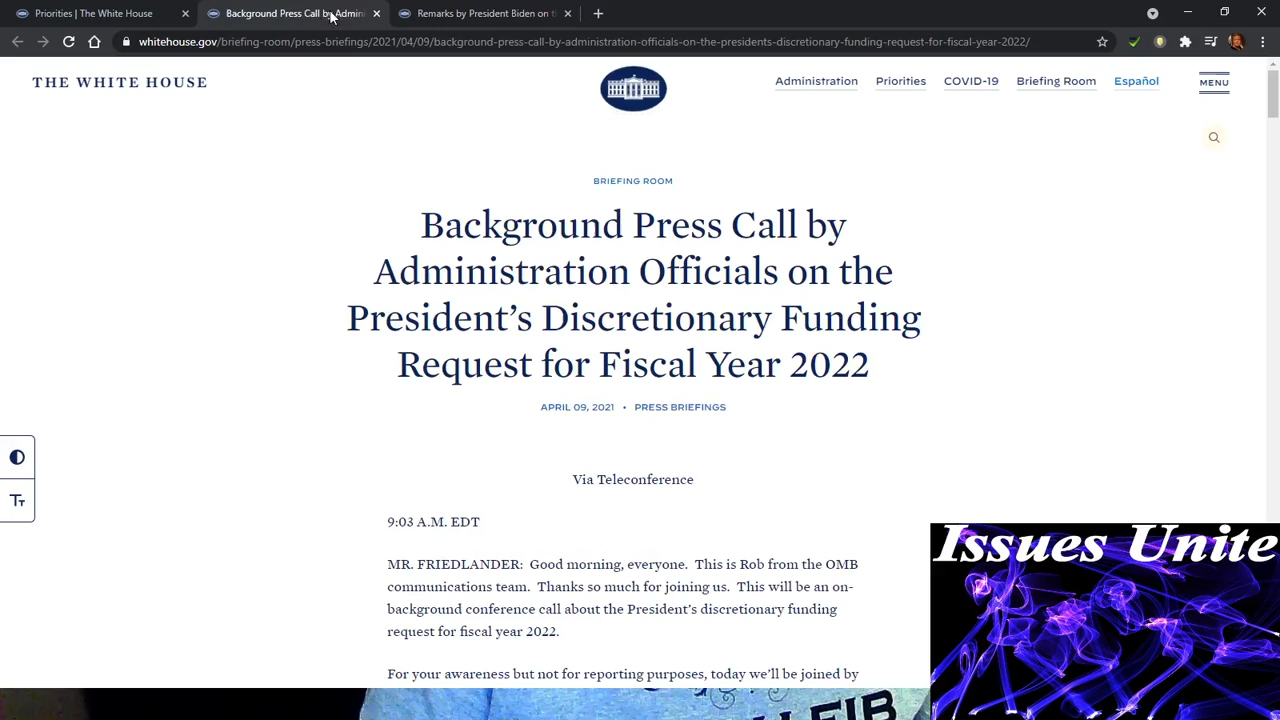 Priorities | The White House
Background Press Call by Admin
Remarks by President Biden on t
whitehouse.gov/briefing-room/press-briefings/2021/04/09/background-press-call-by-administration-officials-on-the-presidents-discretionary-funding-request-for-fiscal-year-2022/
THE WHITE HOUSE
Administration
Priorities
COVID-19
Briefing Room
Español
MENU
BRIEFING ROOM
Background Press Call by
Administration Officials on the
President’s Discretionary Funding
Request for Fiscal Year 2022
APRIL 09, 2021 • PRESS BRIEFINGS
Via Teleconference
9:03 A.M. EDT
MR. FRIEDLANDER:  Good morning, everyone.  This is Rob from the OMB
communications team.  Thanks so much for joining us.  This will be an on-
background conference call about the President’s discretionary funding
request for fiscal year 2022.
For your awareness but not for reporting purposes, today we’ll be joined by
Tт
Issues Unite